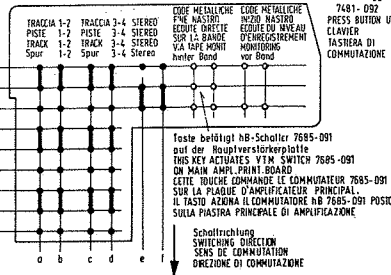 TRACCIA 1-2 TRACCIA 3-4 STEREO
PISTE 1-2 PISTE 3-4 STEREO
TRACK 1-2 TRACK 3-4 STEREO
Spur 1-2 Spur 3-4 Stereo
CODE METALLICHE
FINE NASTRO
ECOUTE DIRECTE
SUR LA BANDE
VIA TAPE MONIT
hinter Band
CODE METALLICHE
INIZIO NASTRO
ECOUTE DU NIVEAU
D'ENREGISTREMENT
MONITORING
vor Band
7481-092
PRESS BUTTON U
CLAVIER
TASTIERA DI
COMMUTAZIONE
Taste betätigt hB-Schalter 7685-091
auf der Hauptverstärkerplatte
THIS KEY ACTUATES VTM SWITCH 7685-091
ON MAIN AMPL.PRINT.BOARD
CETTE TOUCHE COMMANDE LE COMMUTATEUR 7685-091
SUR LA PLAQUE D'AMPLIFICATEUR PRINCIPAL.
IL TASTO AZIONA IL COMMUTATORE hB 7685-091 POSIC
SULLA PIASTRA PRINCIPALE DI AMPLIFICAZIONE
a b c d e f
Schaltrichtung
SWITCHING DIRECTION
SENS DE COMMUTATION
DIREZIONE DI COMMUTAZIONE